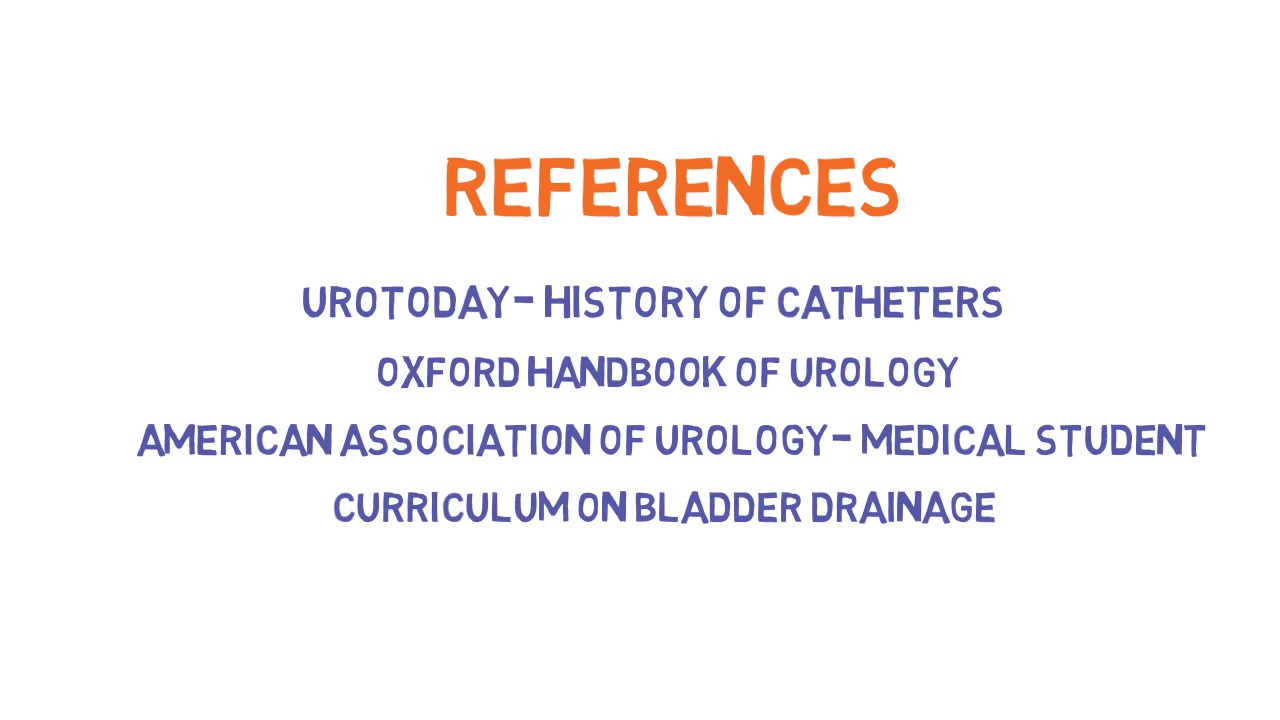 REFERENCES
UROTODAY- HISTORY OF CATHETERS
OXFORD HANDBOOK OF UROLOGY
AMERICAN ASSOCIATION OF UROLOGY- MEDICAL STUDENT
CURRICULUM ON BLADDER DRAINAGE